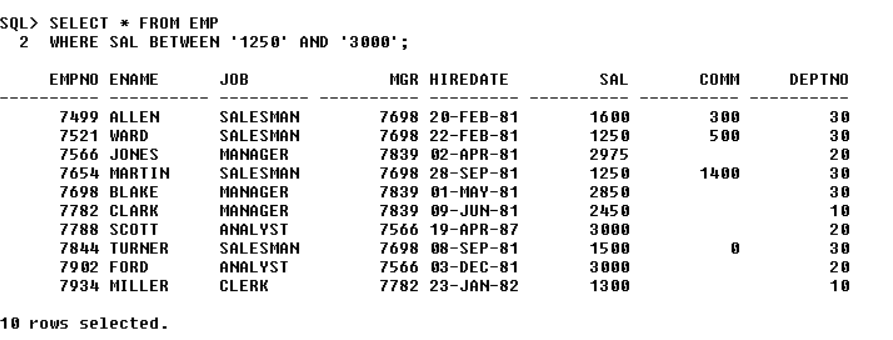 SQL> SELECT * FROM EMP
  2  WHERE SAL BETWEEN '1250' AND '3000';
     EMPNO ENAME      JOB              MGR HIREDATE         SAL       COMM     DEPTNO
---------- ---------- --------- ---------- --------- ---------- ---------- ----------
      7499 ALLEN      SALESMAN        7698 20-FEB-81       1600        300         30
      7521 WARD       SALESMAN        7698 22-FEB-81       1250        500         30
      7566 JONES      MANAGER         7839 02-APR-81       2975                    20
      7654 MARTIN     SALESMAN        7698 28-SEP-81       1250       1400         30
      7698 BLAKE      MANAGER         7839 01-MAY-81       2850                    30
      7782 CLARK      MANAGER         7839 09-JUN-81       2450                    10
      7788 SCOTT      ANALYST         7566 19-APR-87       3000                    20
      7844 TURNER     SALESMAN        7698 08-SEP-81       1500          0         30
      7902 FORD       ANALYST         7566 03-DEC-81       3000                    20
      7934 MILLER     CLERK           7782 23-JAN-82       1300                    10
10 rows selected.